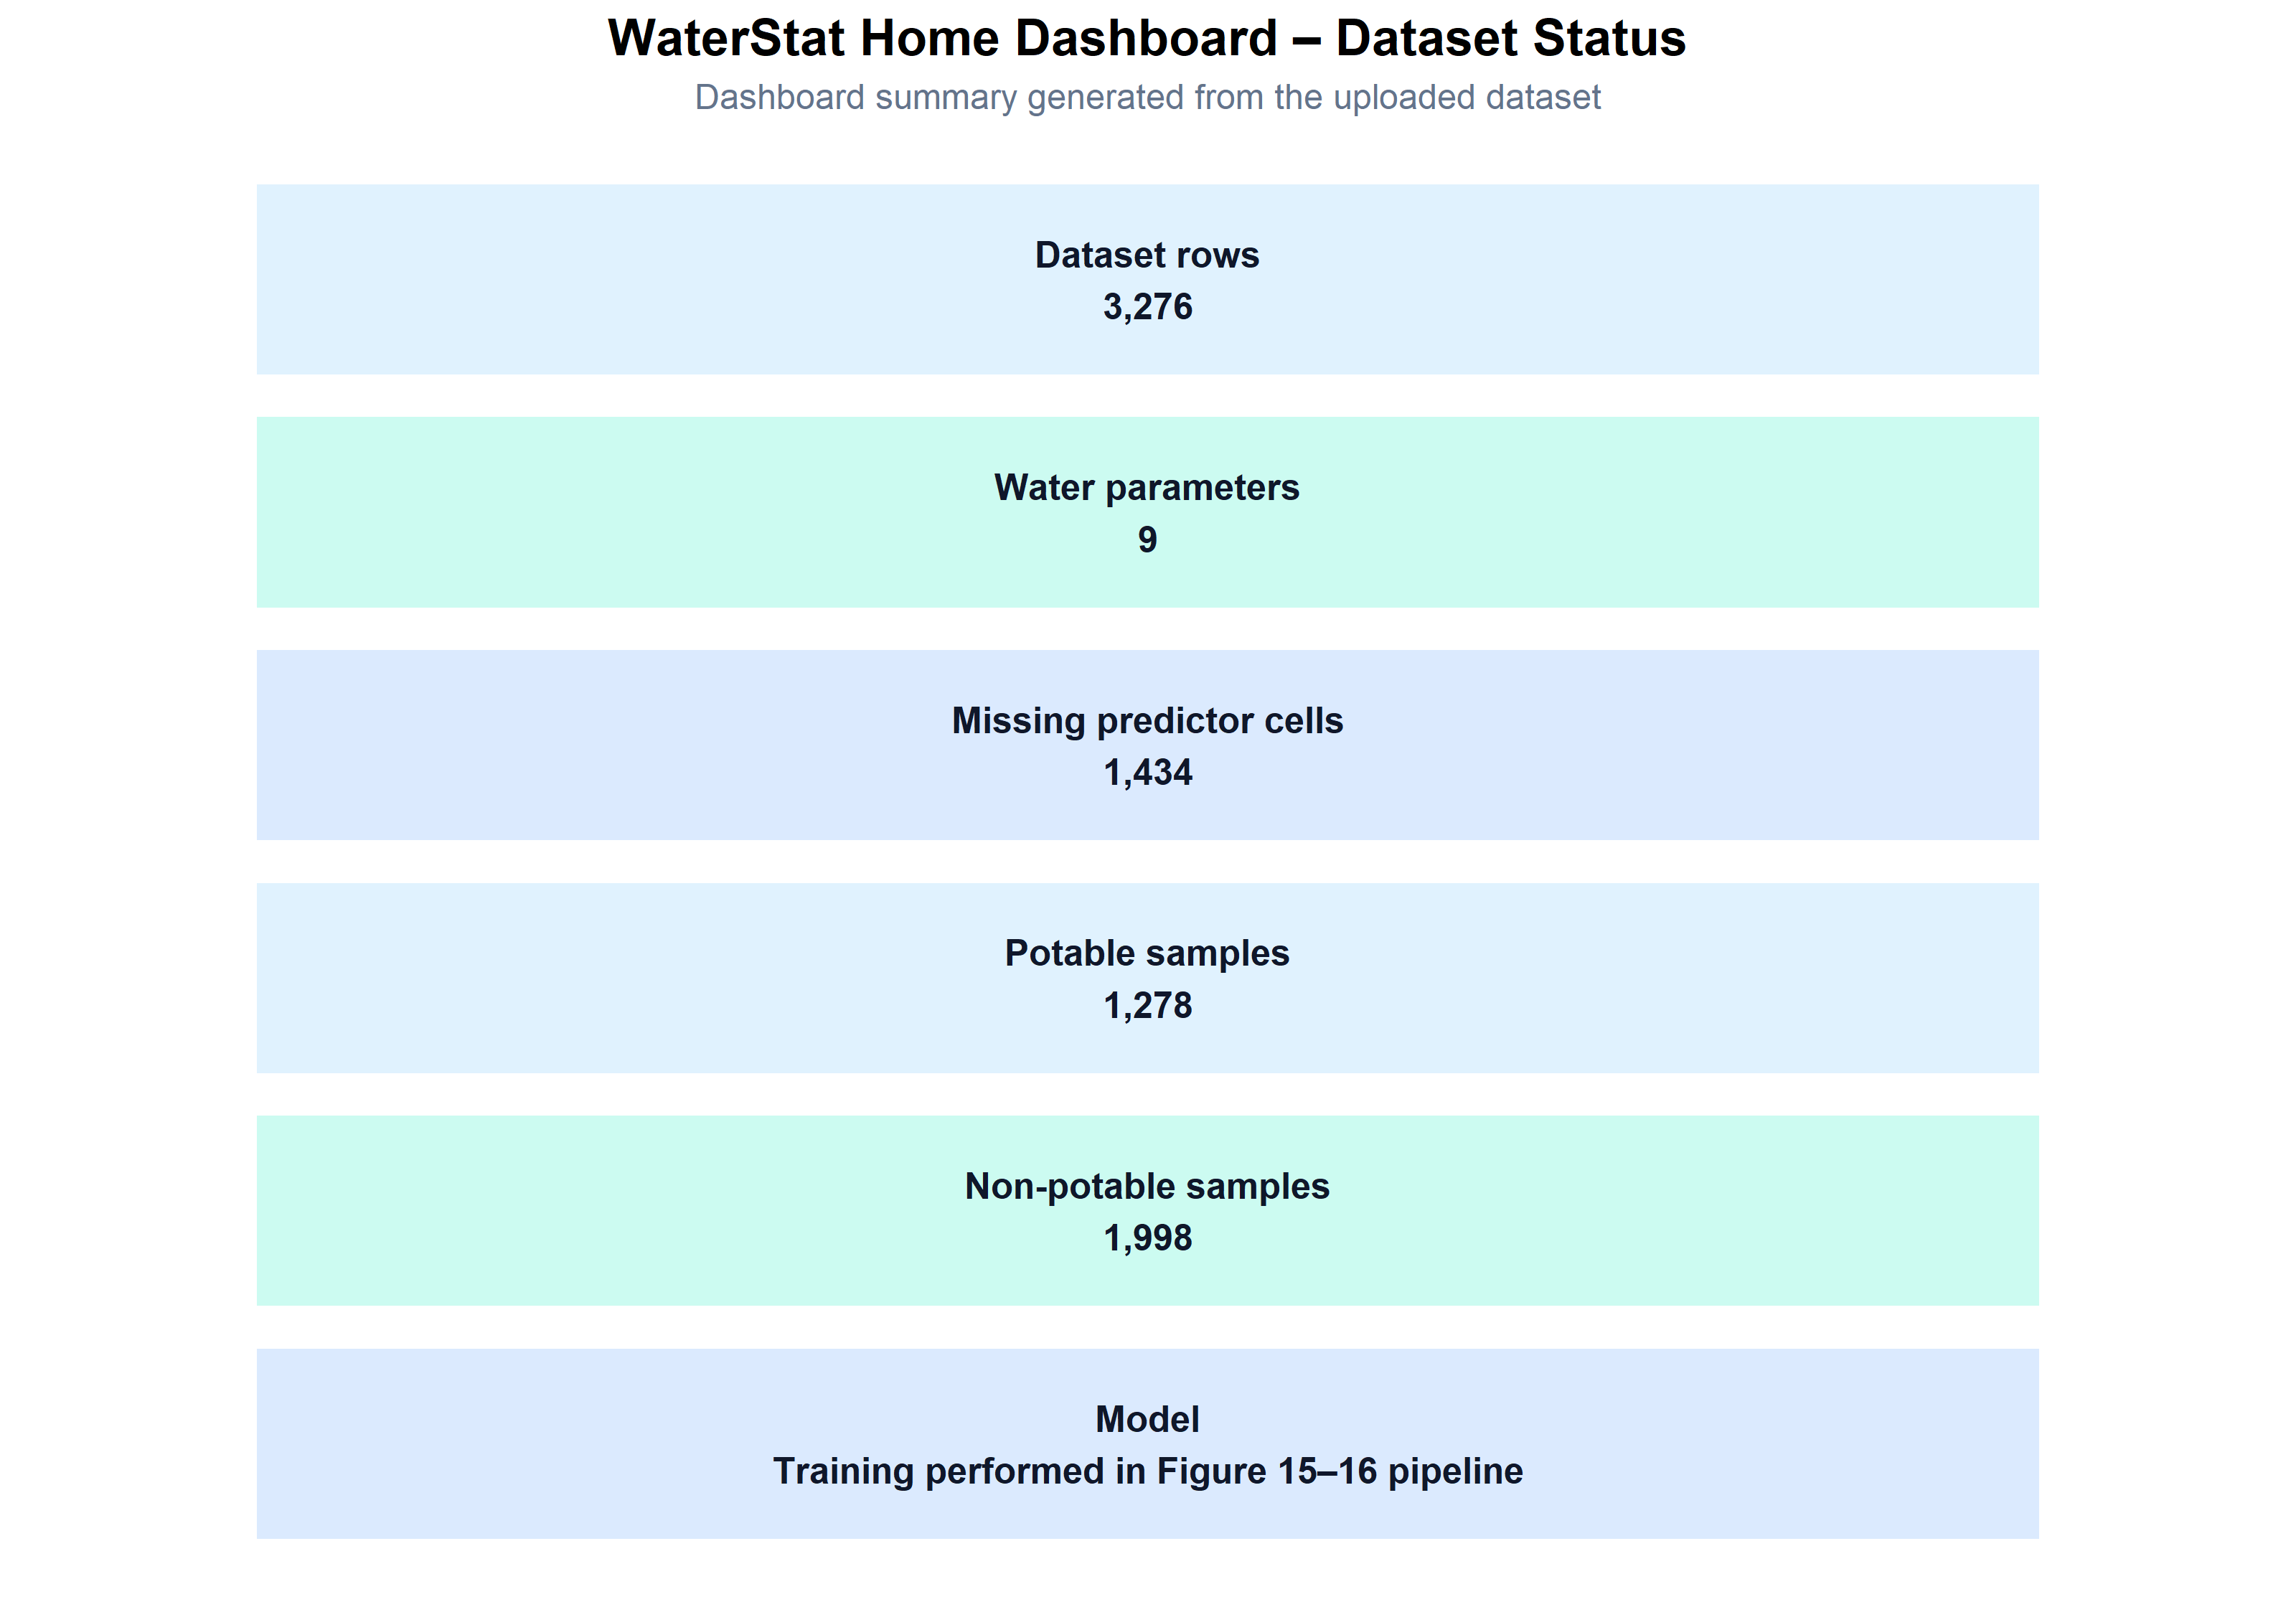 WaterStat Home Dashboard – Dataset Status
Dashboard summary generated from the uploaded dataset
Dataset rows
3,276
Water parameters
9
Missing predictor cells
1,434
Potable samples
1,278
Non-potable samples
1,998
Model
Training performed in Figure 15–16 pipeline